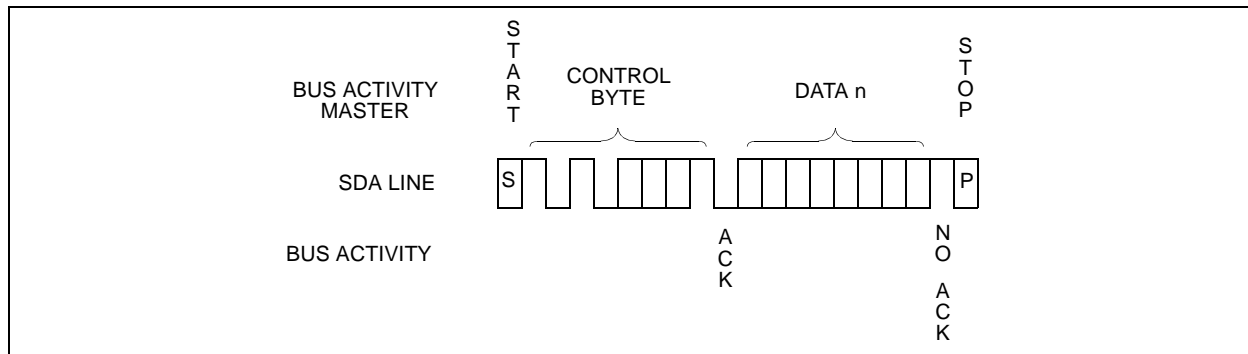 START
STOP
BUS ACTIVITY
MASTER
CONTROL
BYTE
DATA n
SDA LINE
S
P
BUS ACTIVITY
ACK
NO ACK